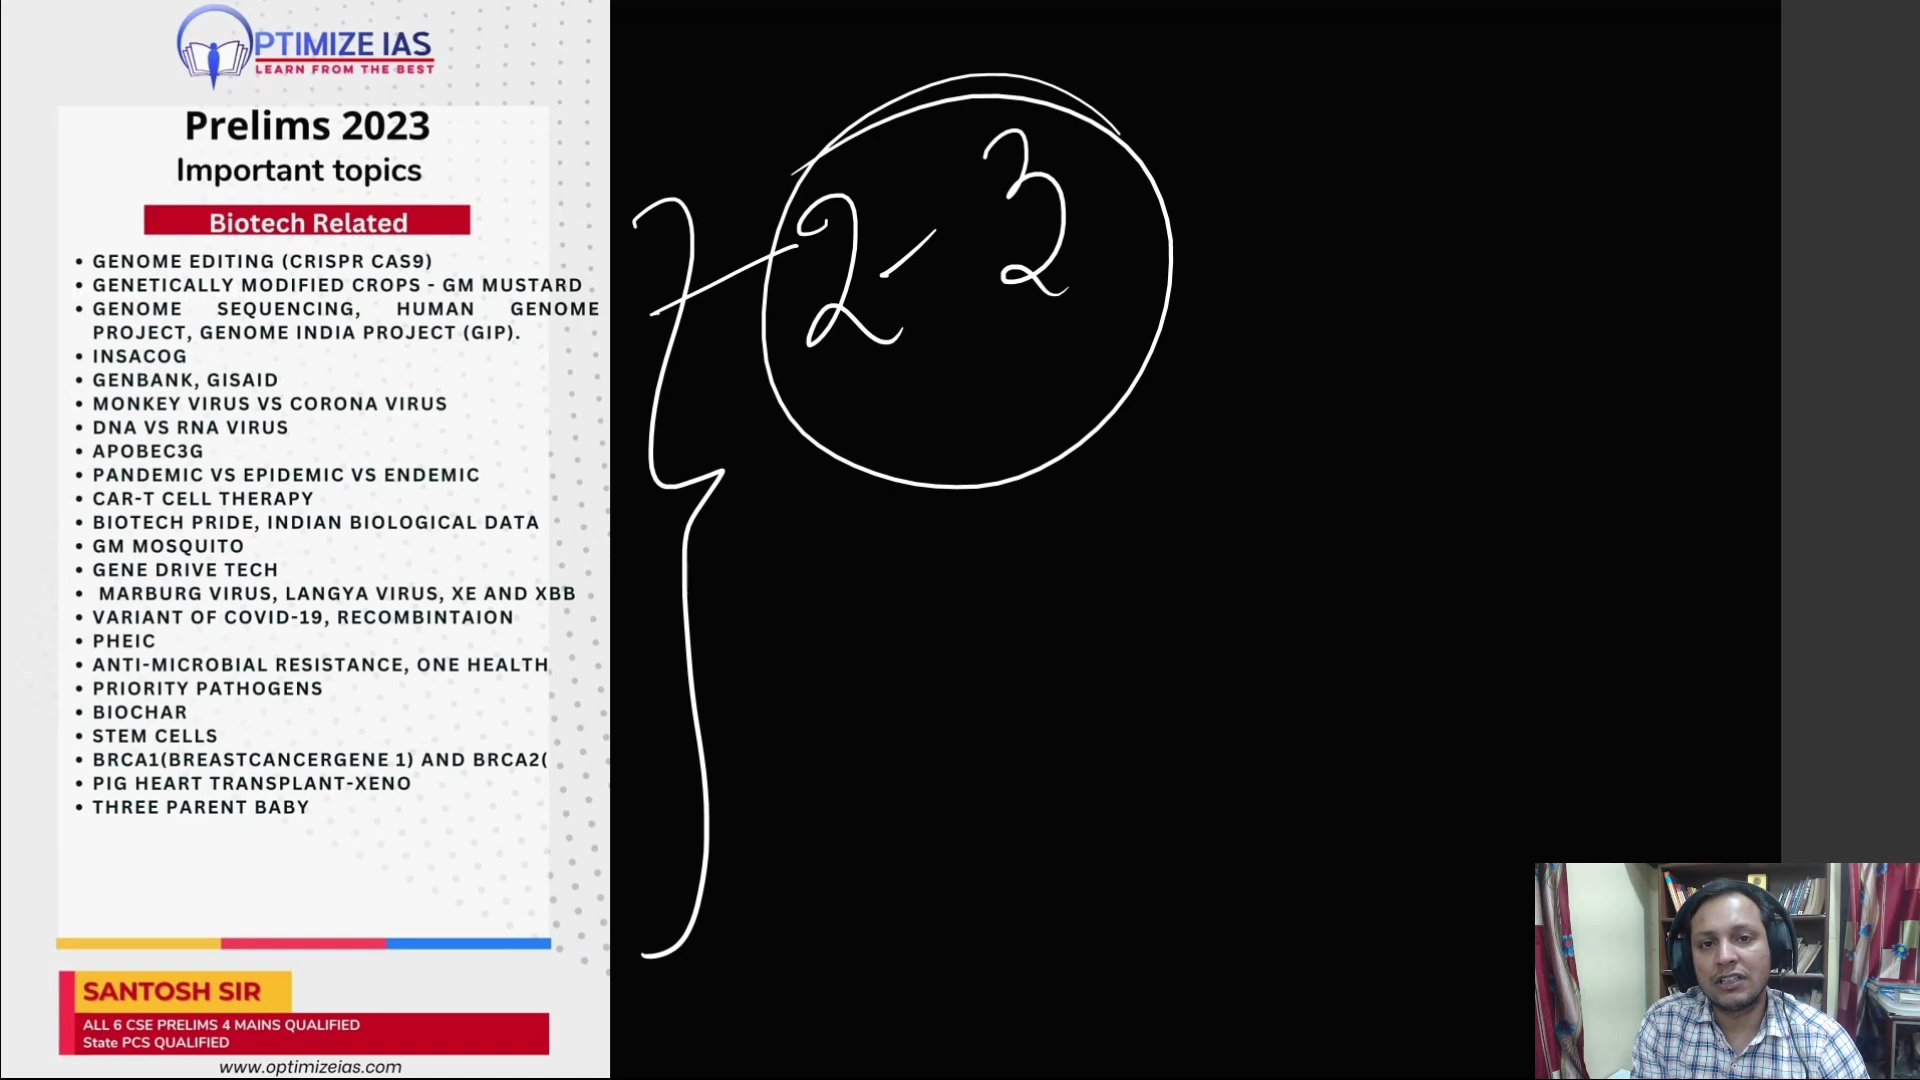 PTIMIZE IAS
LEARN FROM THE BEST
Prelims 2023
Important topics
Biotech Related
• GENOME EDITING (CRISPR CAS9)
• GENETICALLY MODIFIED CROPS - GM MUSTARD
• GENOME SEQUENCING, HUMAN GENOME
PROJECT, GENOME INDIA PROJECT (GIP).
• INSACOG
• GENBANK, GISAID
• MONKEY VIRUS VS CORONA VIRUS
• DNA VS RNA VIRUS
• APOBEC3G
• PANDEMIC VS EPIDEMIC VS ENDEMIC
• CAR-T CELL THERAPY
• BIOTECH PRIDE, INDIAN BIOLOGICAL DATA
• GM MOSQUITO
• GENE DRIVE TECH
• MARBURG VIRUS, LANGYA VIRUS, XE AND XBB
• VARIANT OF COVID-19, RECOMBINTAION
• PHEIC
• ANTI-MICROBIAL RESISTANCE, ONE HEALTH
• PRIORITY PATHOGENS
• BIOCHAR
• STEM CELLS
• BRCA1(BREASTCANCERGENE 1) AND BRCA2(
• PIG HEART TRANSPLANT-XENO
• THREE PARENT BABY
SANTOSH SIR
ALL 6 CSE PRELIMS 4 MAINS QUALIFIED
State PCS QUALIFIED
www.optimizeias.com
2-3